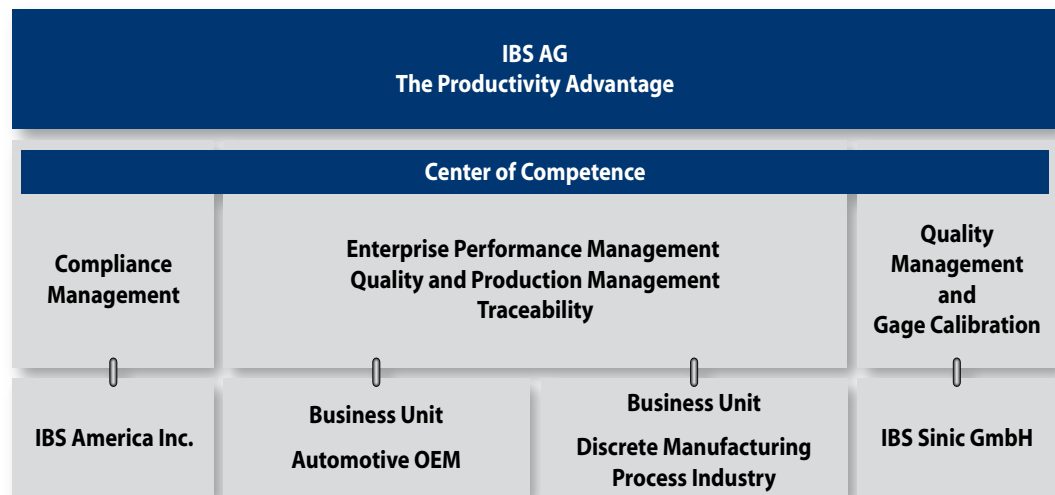 IBS AG
The Productivity Advantage
Center of Competence
Compliance
Management
Enterprise Performance Management
Quality and Production Management
Traceability
Quality
Management
and
Gage Calibration
IBS America Inc.
Business Unit
Automotive OEM
Business Unit
Discrete Manufacturing
Process Industry
IBS Sinic GmbH